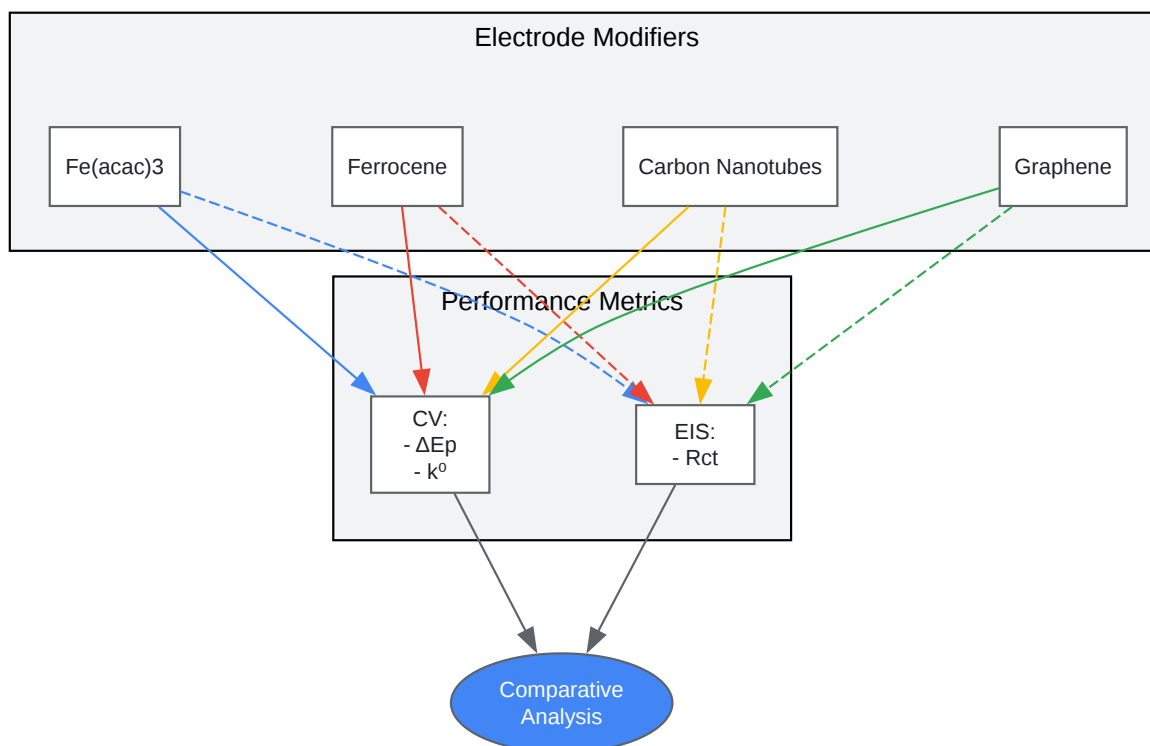 Electrode Modifiers
Fe(acac)3
Ferrocene
Carbon Nanotubes
Graphene
Performance Metrics
CV:
- ΔEp
- k⁰
EIS:
- Rct
Comparative
Analysis